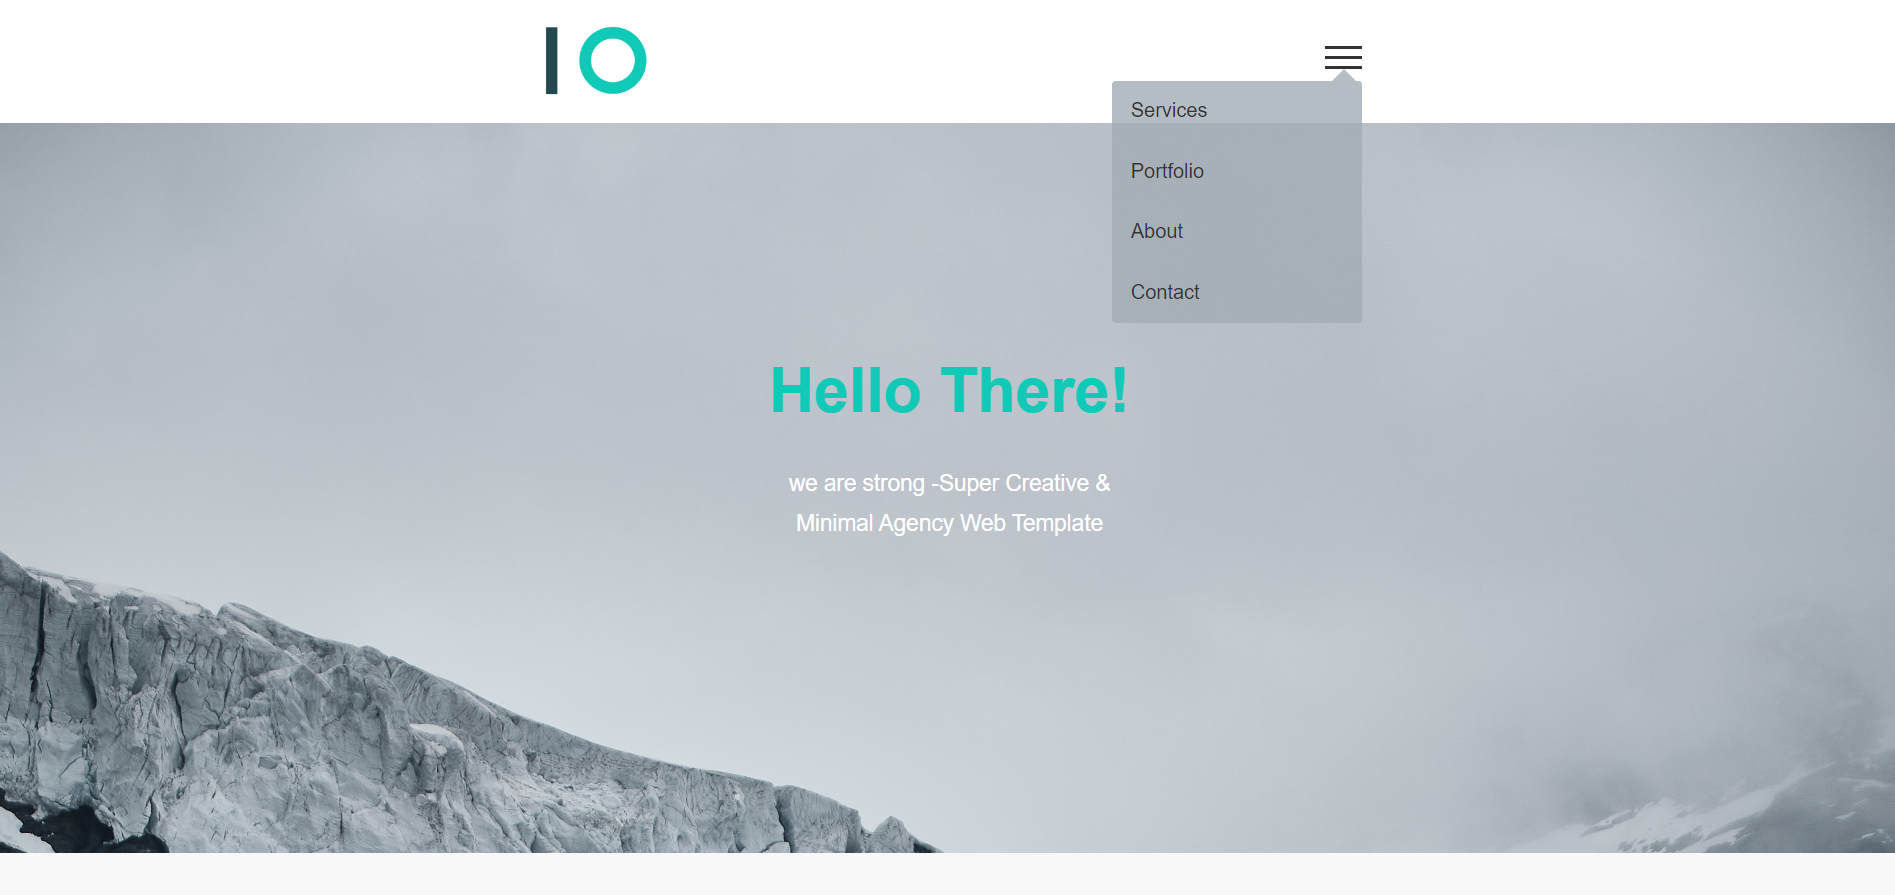 IO
Services
Portfolio
About
Contact
Hello There!
we are strong -Super Creative &
Minimal Agency Web Template